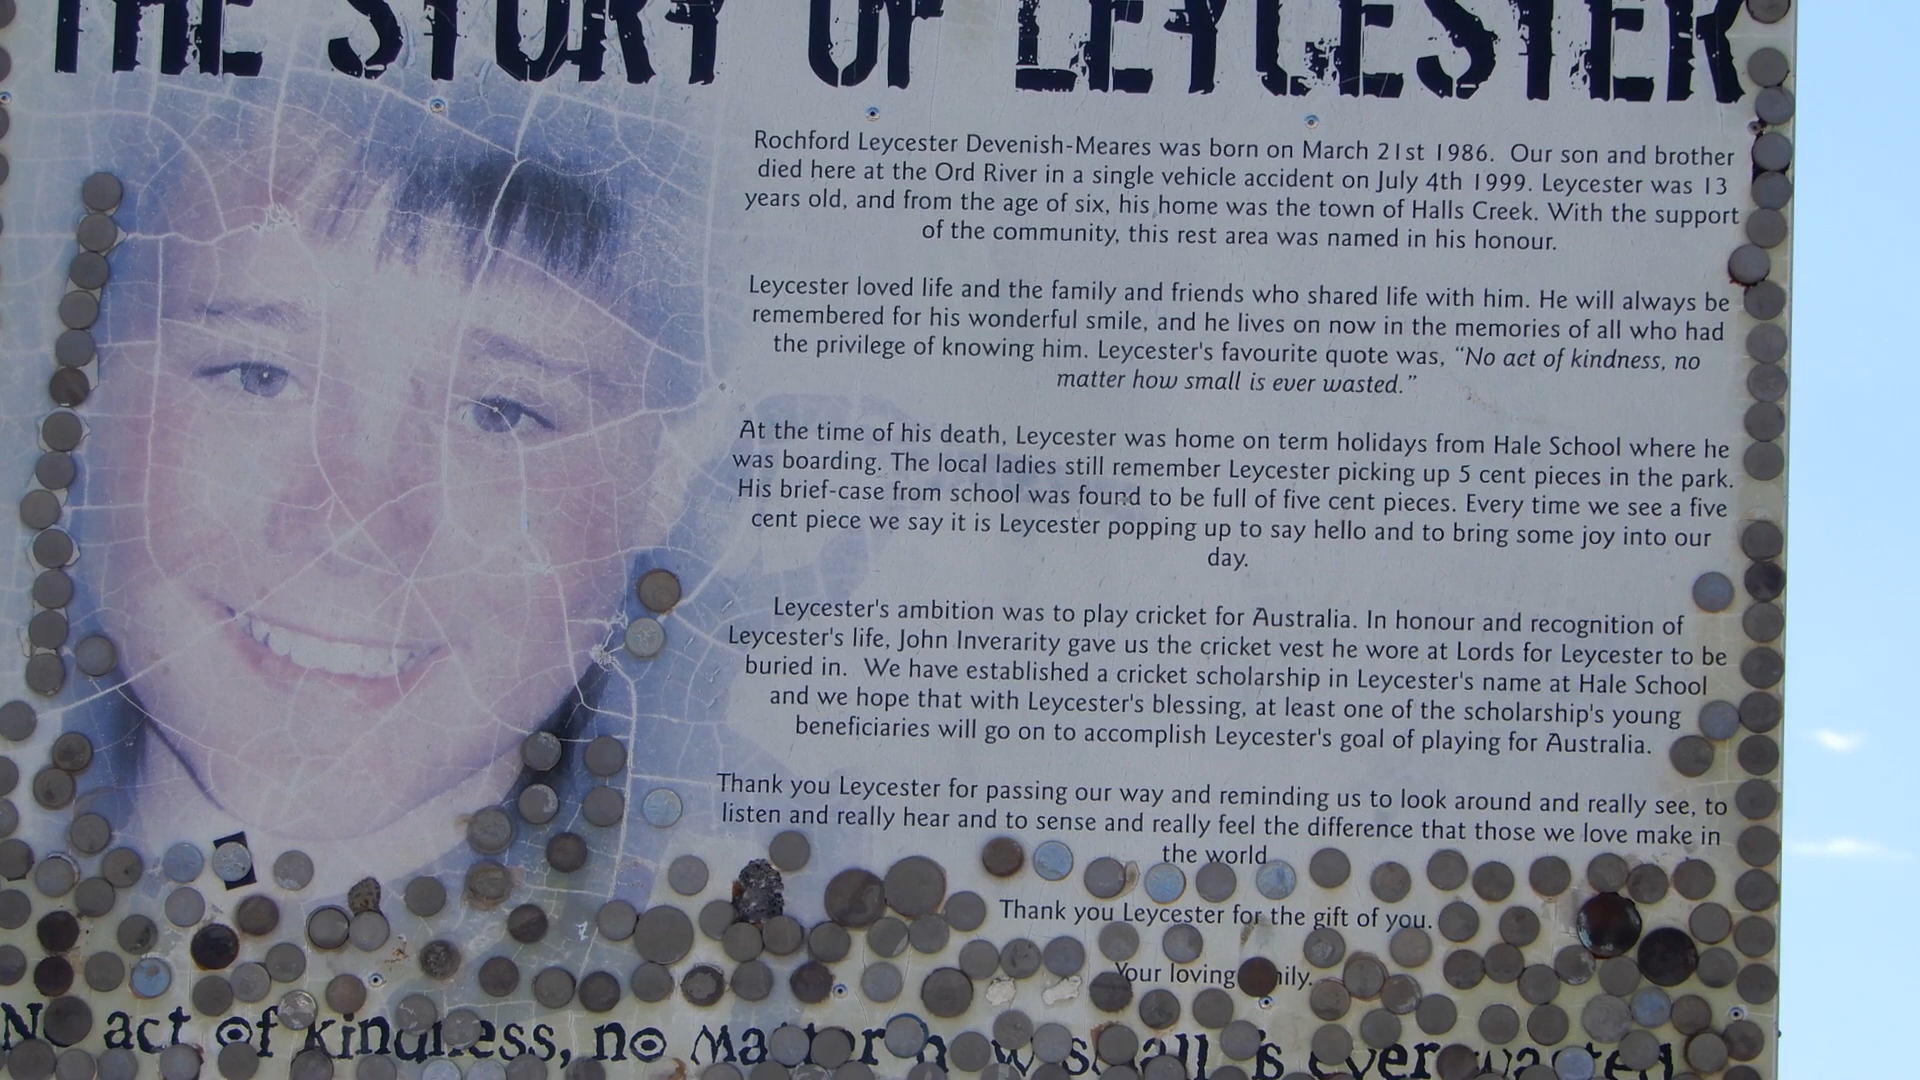 THE STORY OF LEYCESTER
Rochford Leycester Devenish-Meares was born on March 21st 1986. Our son and brother
died here at the Ord River in a single vehicle accident on July 4th 1999. Leycester was 13
years old, and from the age of six, his home was the town of Halls Creek. With the support
of the community, this rest area was named in his honour.
Leycester loved life and the family and friends who shared life with him. He will always be
remembered for his wonderful smile, and he lives on now in the memories of all who had
the privilege of knowing him. Leycester's favourite quote was, “No act of kindness, no
matter how small is ever wasted.”
At the time of his death, Leycester was home on term holidays from Hale School where he
was boarding. The local ladies still remember Leycester picking up 5 cent pieces in the park.
His brief-case from school was found to be full of five cent pieces. Every time we see a five
cent piece we say it is Leycester popping up to say hello and to bring some joy into our
day.
Leycester's ambition was to play cricket for Australia. In honour and recognition of
Leycester's life, John Inverarity gave us the cricket vest he wore at Lords for Leycester to be
buried in. We have established a cricket scholarship in Leycester's name at Hale School
and we hope that with Leycester's blessing, at least one of the scholarship's young
beneficiaries will go on to accomplish Leycester's goal of playing for Australia.
Thank you Leycester for passing our way and reminding us to look around and really see, to
listen and really hear and to sense and really feel the difference that those we love make in
the world
Thank you Leycester for the gift of you.
Your loving family.
No act of kindness, no matter how small is ever wasted